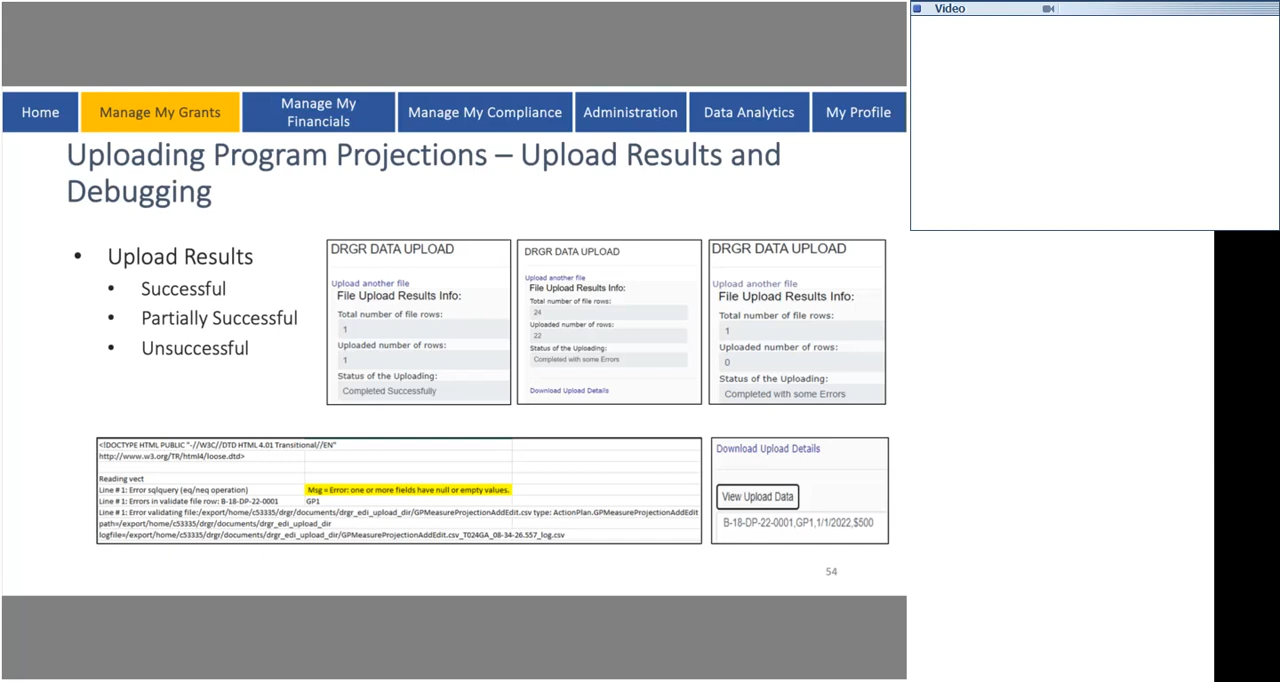 Video
Home
Manage My Grants
Manage My
Financials
Manage My Compliance
Administration
Data Analytics
My Profile
Uploading Program Projections – Upload Results and
Debugging
• Upload Results
• Successful
• Partially Successful
• Unsuccessful
DRGR DATA UPLOAD
Upload another file
File Upload Results Info:
Total number of file rows:
1
Uploaded number of rows:
1
Status of the Uploading:
Completed Successfully
DRGR DATA UPLOAD
Upload another file
File Upload Results Info:
Total number of file rows:
24
Uploaded number of rows:
22
Status of the Uploading:
Completed with some Errors
Download Upload Details
DRGR DATA UPLOAD
Upload another file
File Upload Results Info:
Total number of file rows:
1
Uploaded number of rows:
0
Status of the Uploading:
Completed with some Errors
<!DOCTYPE HTML PUBLIC "-//W3C//DTD HTML 4.01 Transitional//EN"
http://www.w3.org/TR/html4/loose.dtd>
Reading vect
Line # 1: Error sqlquery (eq/neq operation) Msg = Error: one or more fields have null or empty values.
Line # 1: Errors in validate file row: B-18-DP-22-0001 GP1
Line # 1: Error validating file:/export/home/c53335/drgr/documents/drgr_edi_upload_dir/GPMeasureProjectionAddEdit.csv type: ActionPlan.GPMeasureProjectionAddEdit
path=/export/home/c53335/drgr/documents/drgr_edi_upload_dir
logfile=/export/home/c53335/drgr/documents/drgr_edi_upload_dir/GPMeasureProjectionAddEdit.csv_T024GA_08-34-26.557_log.csv
Download Upload Details
View Upload Data
B-18-DP-22-0001,GP1,1/1/2022,$500
54